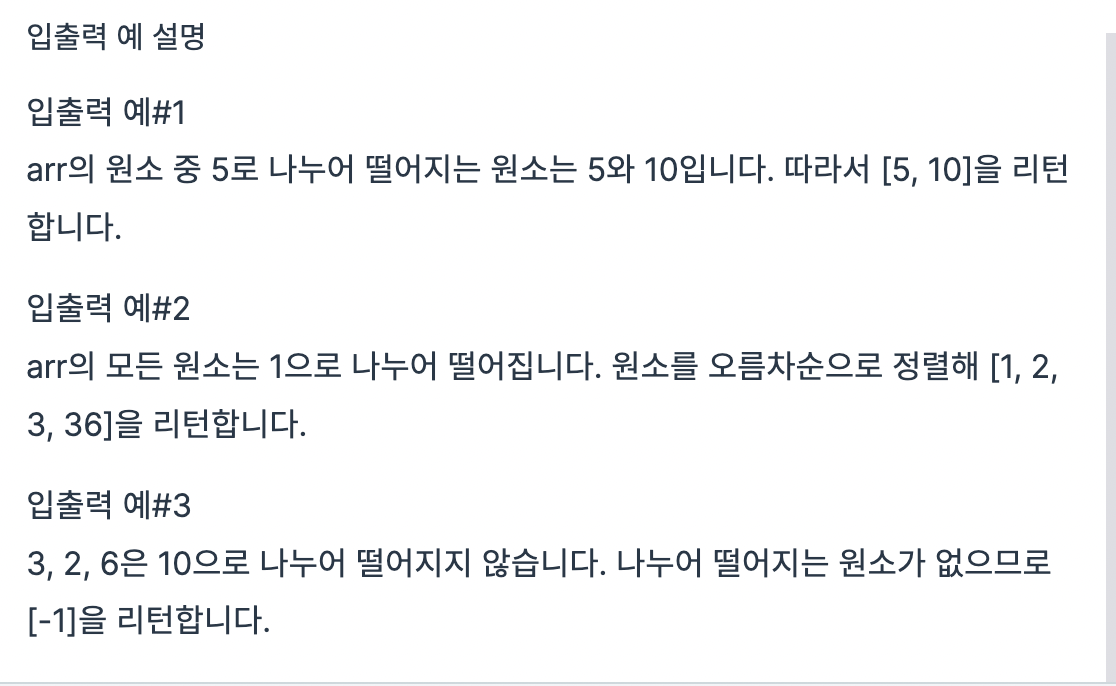 입출력 예 설명
입출력 예#1
arr의 원소 중 5로 나누어 떨어지는 원소는 5와 10입니다. 따라서 [5, 10]을 리턴
합니다.
입출력 예#2
arr의 모든 원소는 1으로 나누어 떨어집니다. 원소를 오름차순으로 정렬해 [1, 2,
3, 36]을 리턴합니다.
입출력 예#3
3, 2, 6은 10으로 나누어 떨어지지 않습니다. 나누어 떨어지는 원소가 없으므로
[-1]을 리턴합니다.